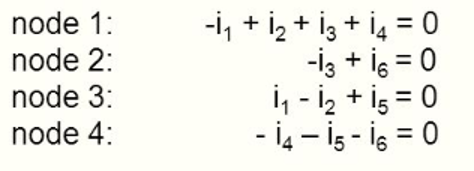 node 1: -i₁ + i₂ + i₃ + i₄ = 0
node 2: -i₃ + i₆ = 0
node 3: i₁ - i₂ + i₅ = 0
node 4: - i₄ – i₅ - i₆ = 0